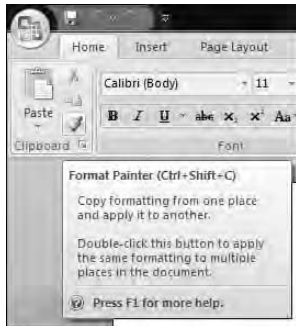 Home Insert Page Layout
Calibri (Body) 11
Paste B I U abc x, x² Aa
Clipboard Font
Format Painter (Ctrl+Shift+C)
Copy formatting from one place
and apply it to another.
Double-click this button to apply
the same formatting to multiple
places in the document.
Press F1 for more help.